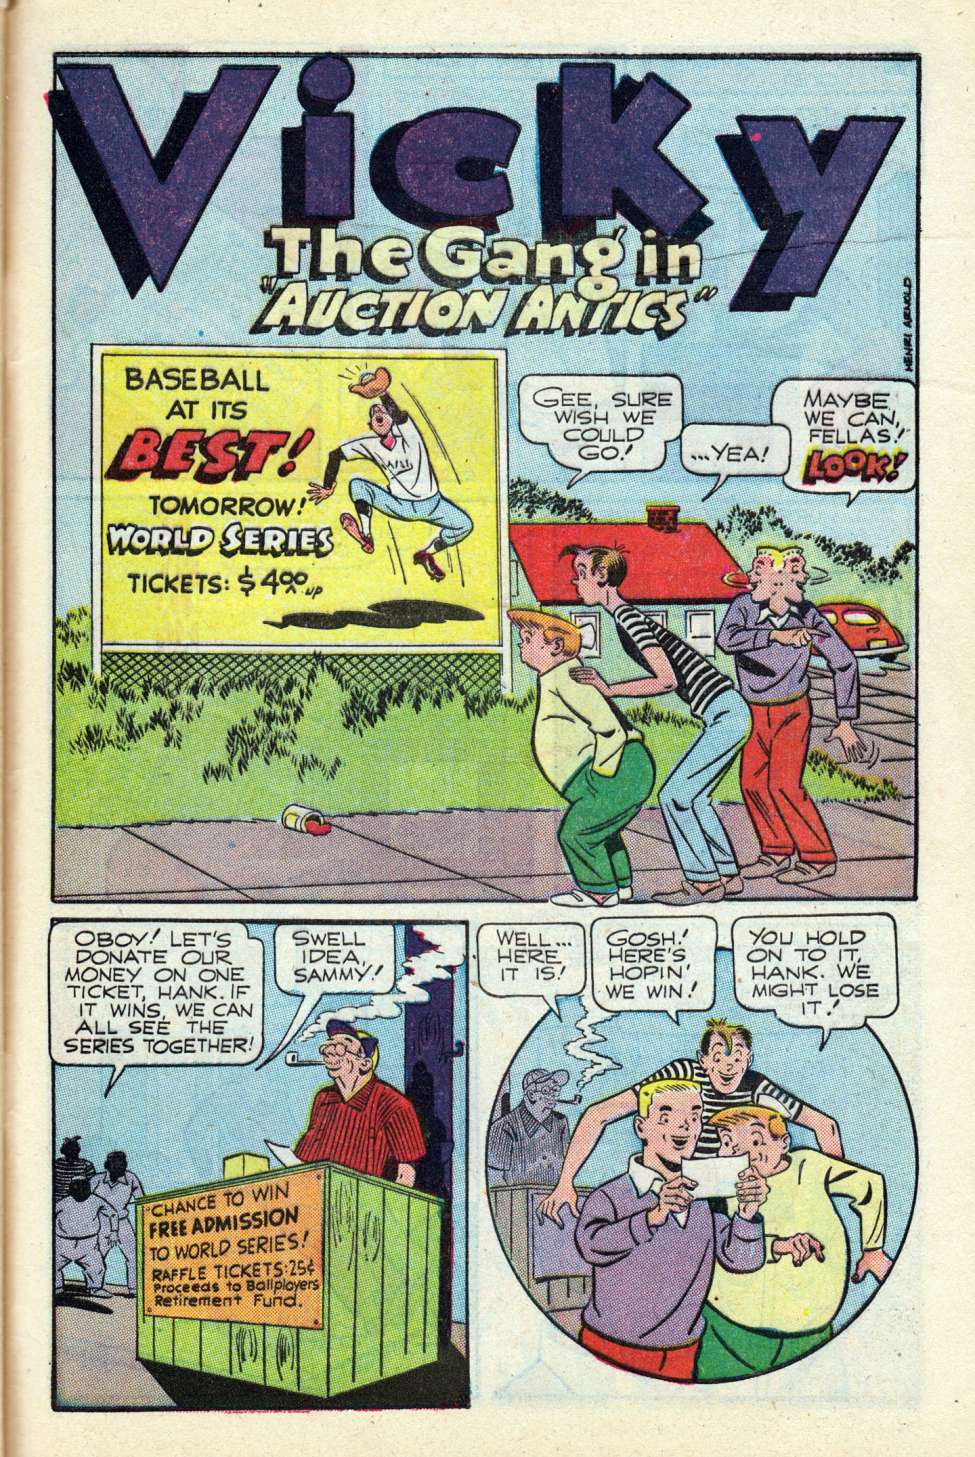 Vicky
The Gang in
"AUCTION ANTICS"
HENRI ARNOLD
BASEBALL
AT ITS
BEST!
TOMORROW!
WORLD SERIES
TICKETS: $4.00 UP
GEE, SURE
WISH WE
COULD
GO!
...YEA!
MAYBE
WE CAN,
FELLAS!
LOOK!
OBOY! LET'S
DONATE OUR
MONEY ON ONE
TICKET, HANK. IF
IT WINS, WE CAN
ALL SEE THE
SERIES TOGETHER!
SWELL
IDEA,
SAMMY!
CHANCE TO WIN
FREE ADMISSION
TO WORLD SERIES!
RAFFLE TICKETS: 25¢
Proceeds to Ballplayers
Retirement Fund.
WELL...
HERE
IT IS!
GOSH!
HERE'S
HOPIN'
WE WIN!
YOU HOLD
ON TO IT,
HANK. WE
MIGHT LOSE
IT!